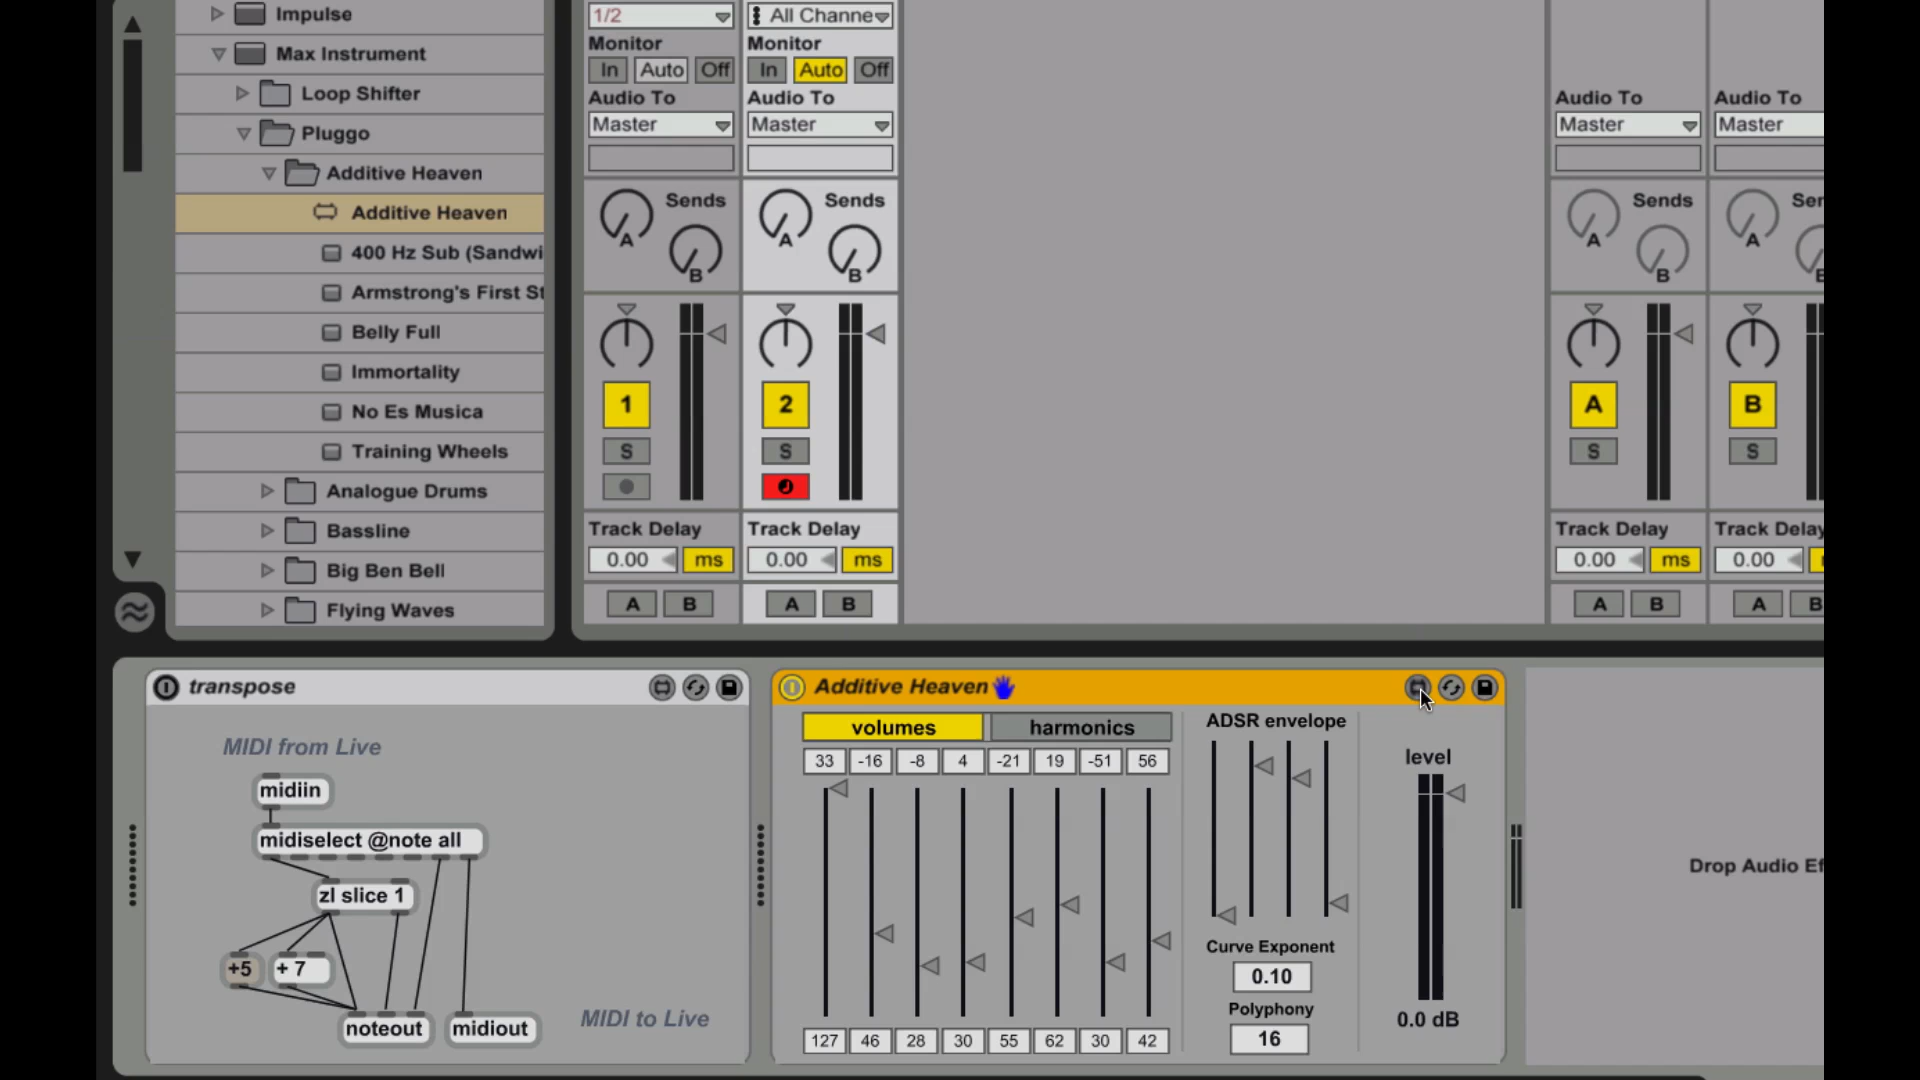 Impulse
Max Instrument
Loop Shifter
Pluggo
Additive Heaven
Additive Heaven
400 Hz Sub (Sandwi
Armstrong's First St
Belly Full
Immortality
No Es Musica
Training Wheels
Analogue Drums
Bassline
Big Ben Bell
Flying Waves
1/2
Monitor
In Auto Off
Audio To
Master
Sends
A
B
1
S
Track Delay
0.00 ms
A B
All Channe
Monitor
In Auto Off
Audio To
Master
Sends
A
B
2
S
Track Delay
0.00 ms
A B
Audio To
Master
Sends
A
B
A
S
Track Delay
0.00 ms
A B
Audio To
Master
Ser
A
B
S
Track Delay
0.00
A B
transpose
MIDI from Live
midiin
midiselect @note all
zl slice 1
+5 + 7
noteout midiout
MIDI to Live
Additive Heaven
volumes harmonics
33 -16 -8 4 -21 19 -51 56
127 46 28 30 55 62 30 42
ADSR envelope
Curve Exponent
0.10
Polyphony
16
level
0.0 dB
Drop Audio Ef